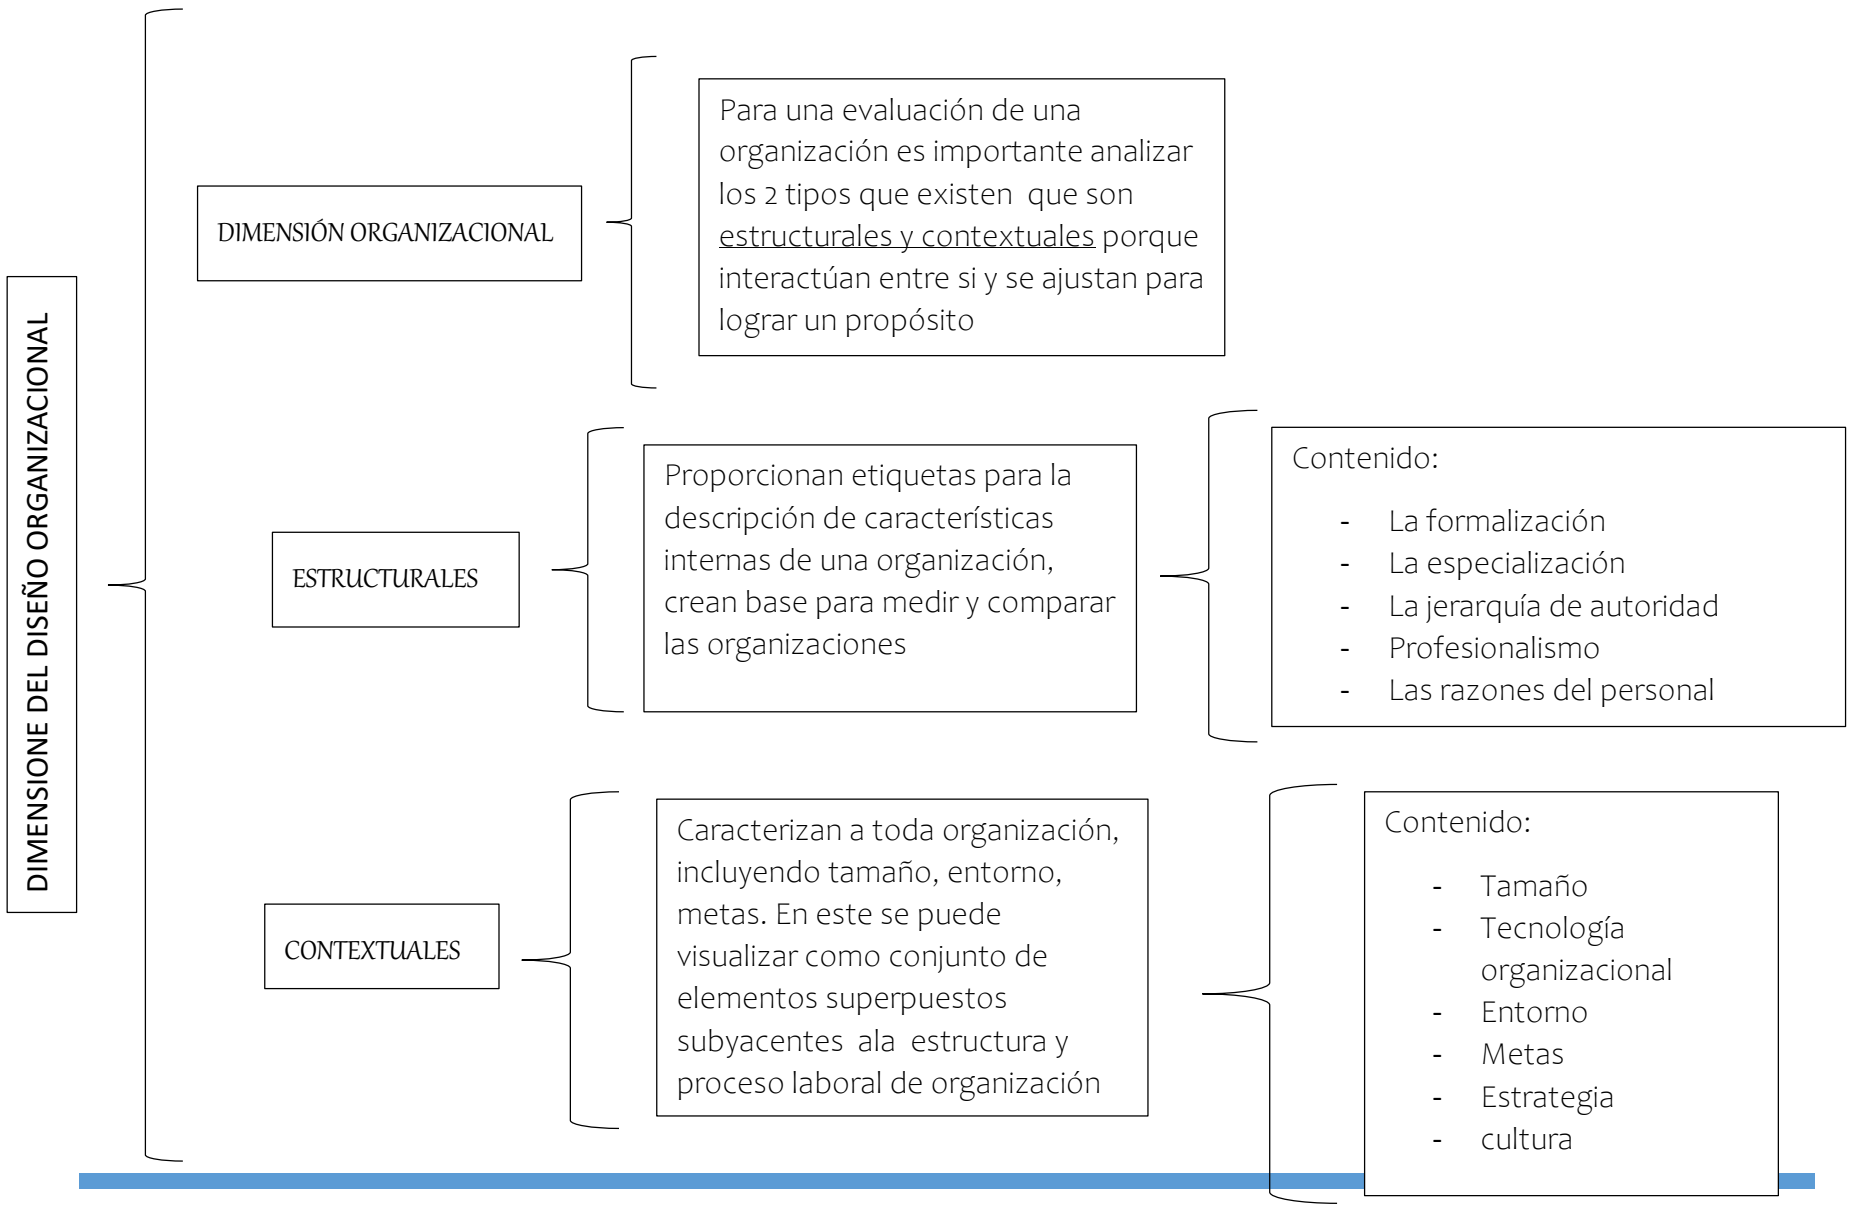 DIMENSIONE DEL DISEÑO ORGANIZACIONAL
DIMENSIÓN ORGANIZACIONAL
Para una evaluación de una
organización es importante analizar
los 2 tipos que existen que son
estructurales y contextuales porque
interactúan entre si y se ajustan para
lograr un propósito
ESTRUCTURALES
Proporcionan etiquetas para la
descripción de características
internas de una organización,
crean base para medir y comparar
las organizaciones
Contenido:
- La formalización
- La especialización
- La jerarquía de autoridad
- Profesionalismo
- Las razones del personal
CONTEXTUALES
Caracterizan a toda organización,
incluyendo tamaño, entorno,
metas. En este se puede
visualizar como conjunto de
elementos superpuestos
subyacentes ala estructura y
proceso laboral de organización
Contenido:
- Tamaño
- Tecnología
organizacional
- Entorno
- Metas
- Estrategia
- cultura